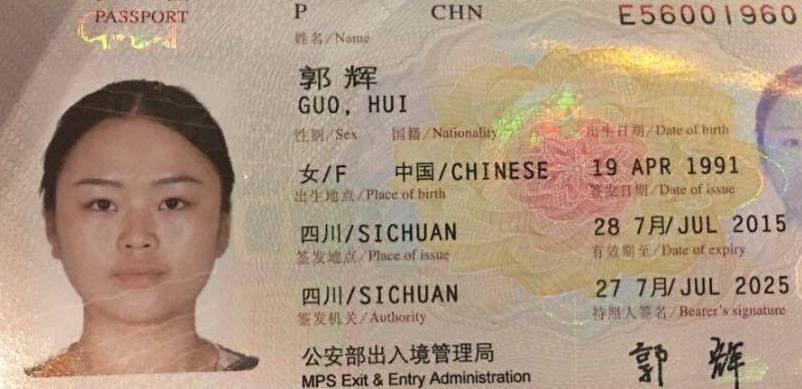 PASSPORT
P CHN E56001960
姓名/Name
郭辉
GUO, HUI
性别/Sex 国籍/Nationality 出生日期/Date of birth
女/F 中国/CHINESE 19 APR 1991
出生地点/Place of birth 签发日期/Date of issue
四川/SICHUAN 28 7月/JUL 2015
签发地点/Place of issue 有效期至/Date of expiry
四川/SICHUAN 27 7月/JUL 2025
签发机关/Authority 持照人签名/Bearer's signature
公安部出入境管理局 郭辉
MPS Exit & Entry Administration